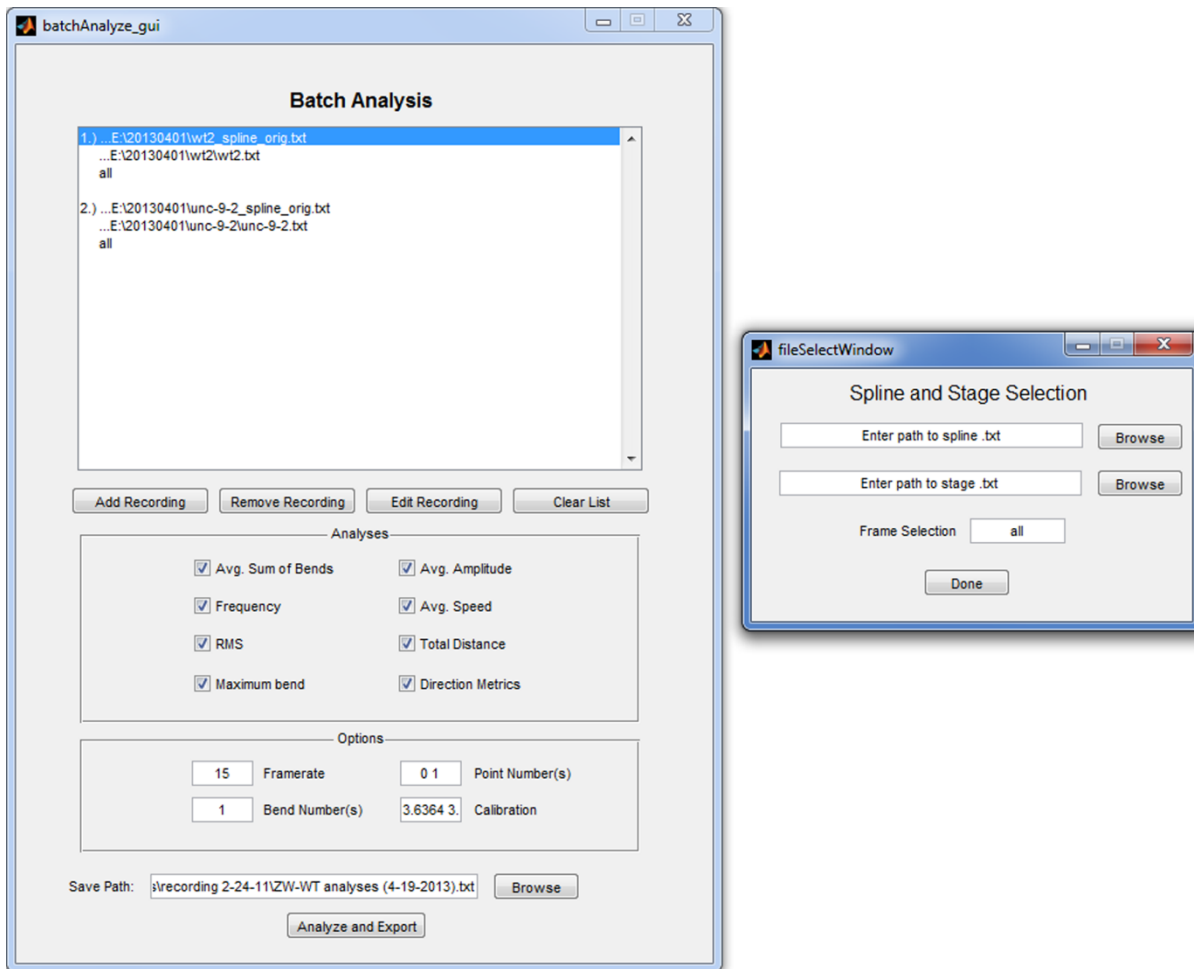 batchAnalyze_gui
Batch Analysis
1.) ...E:\20130401\wt2_spline_orig.txt
...E:\20130401\wt2\wt2.txt
all
2.) ...E:\20130401\unc-9-2_spline_orig.txt
...E:\20130401\unc-9-2\unc-9-2.txt
all
Add Recording Remove Recording Edit Recording Clear List
Analyses
Avg. Sum of Bends Avg. Amplitude
Frequency Avg. Speed
RMS Total Distance
Maximum bend Direction Metrics
Options
15 Framerate 0 1 Point Number(s)
1 Bend Number(s) 3.6364 3. Calibration
Save Path: s\recording 2-24-11\ZW-WT analyses (4-19-2013).txt Browse
Analyze and Export
fileSelectWindow
Spline and Stage Selection
Enter path to spline .txt Browse
Enter path to stage .txt Browse
Frame Selection all
Done